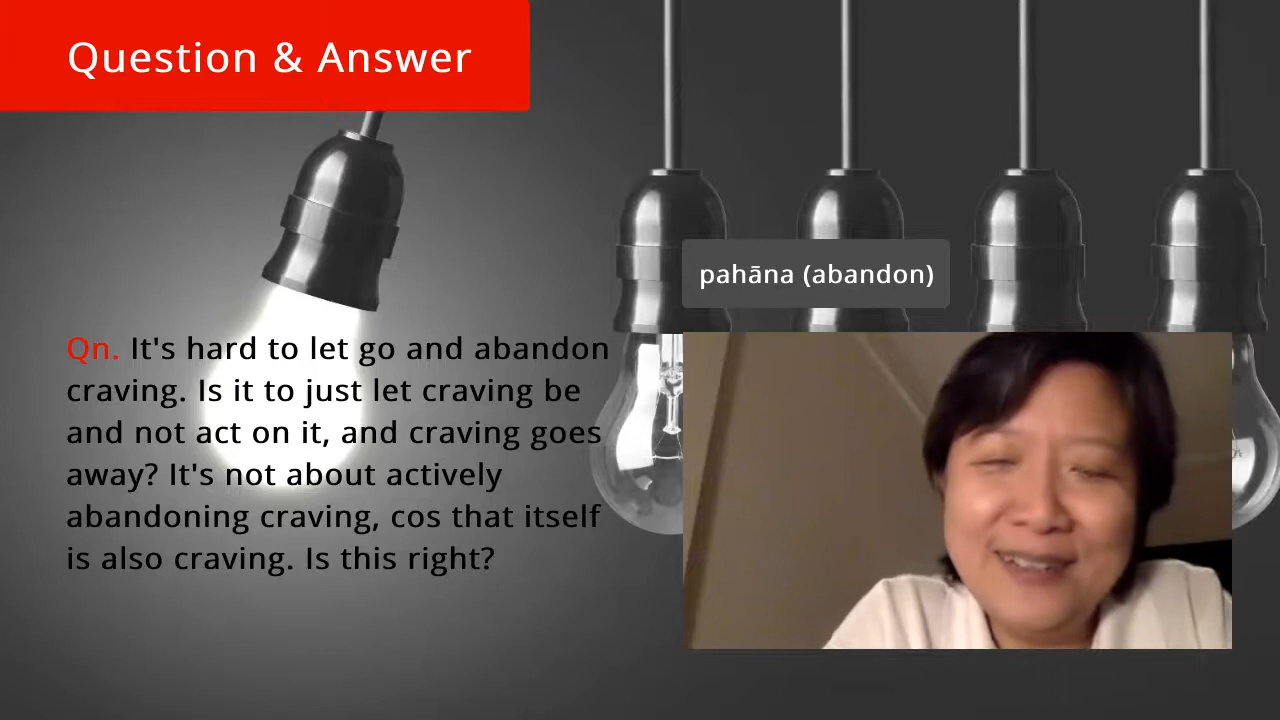 Question & Answer
pahāna (abandon)
Qn. It's hard to let go and abandon
craving. Is it to just let craving be
and not act on it, and craving goes
away? It's not about actively
abandoning craving, cos that itself
is also craving. Is this right?